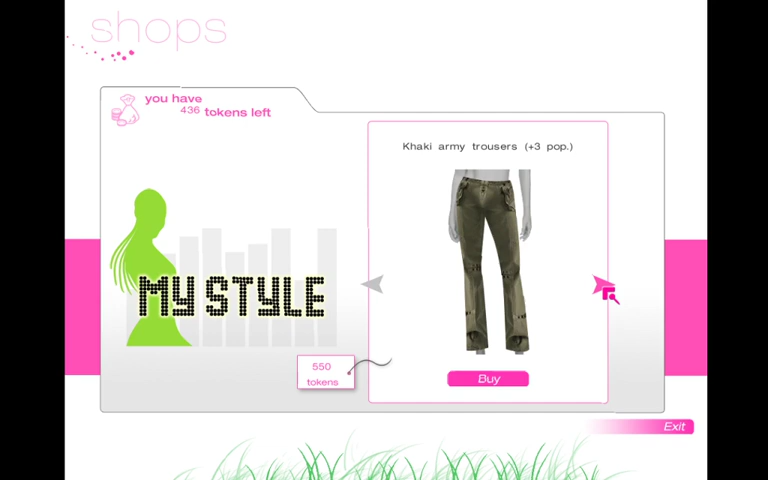 shops
you have
436 tokens left
Khaki army trousers (+3 pop.)
MY STYLE
550
tokens
Buy
Exit